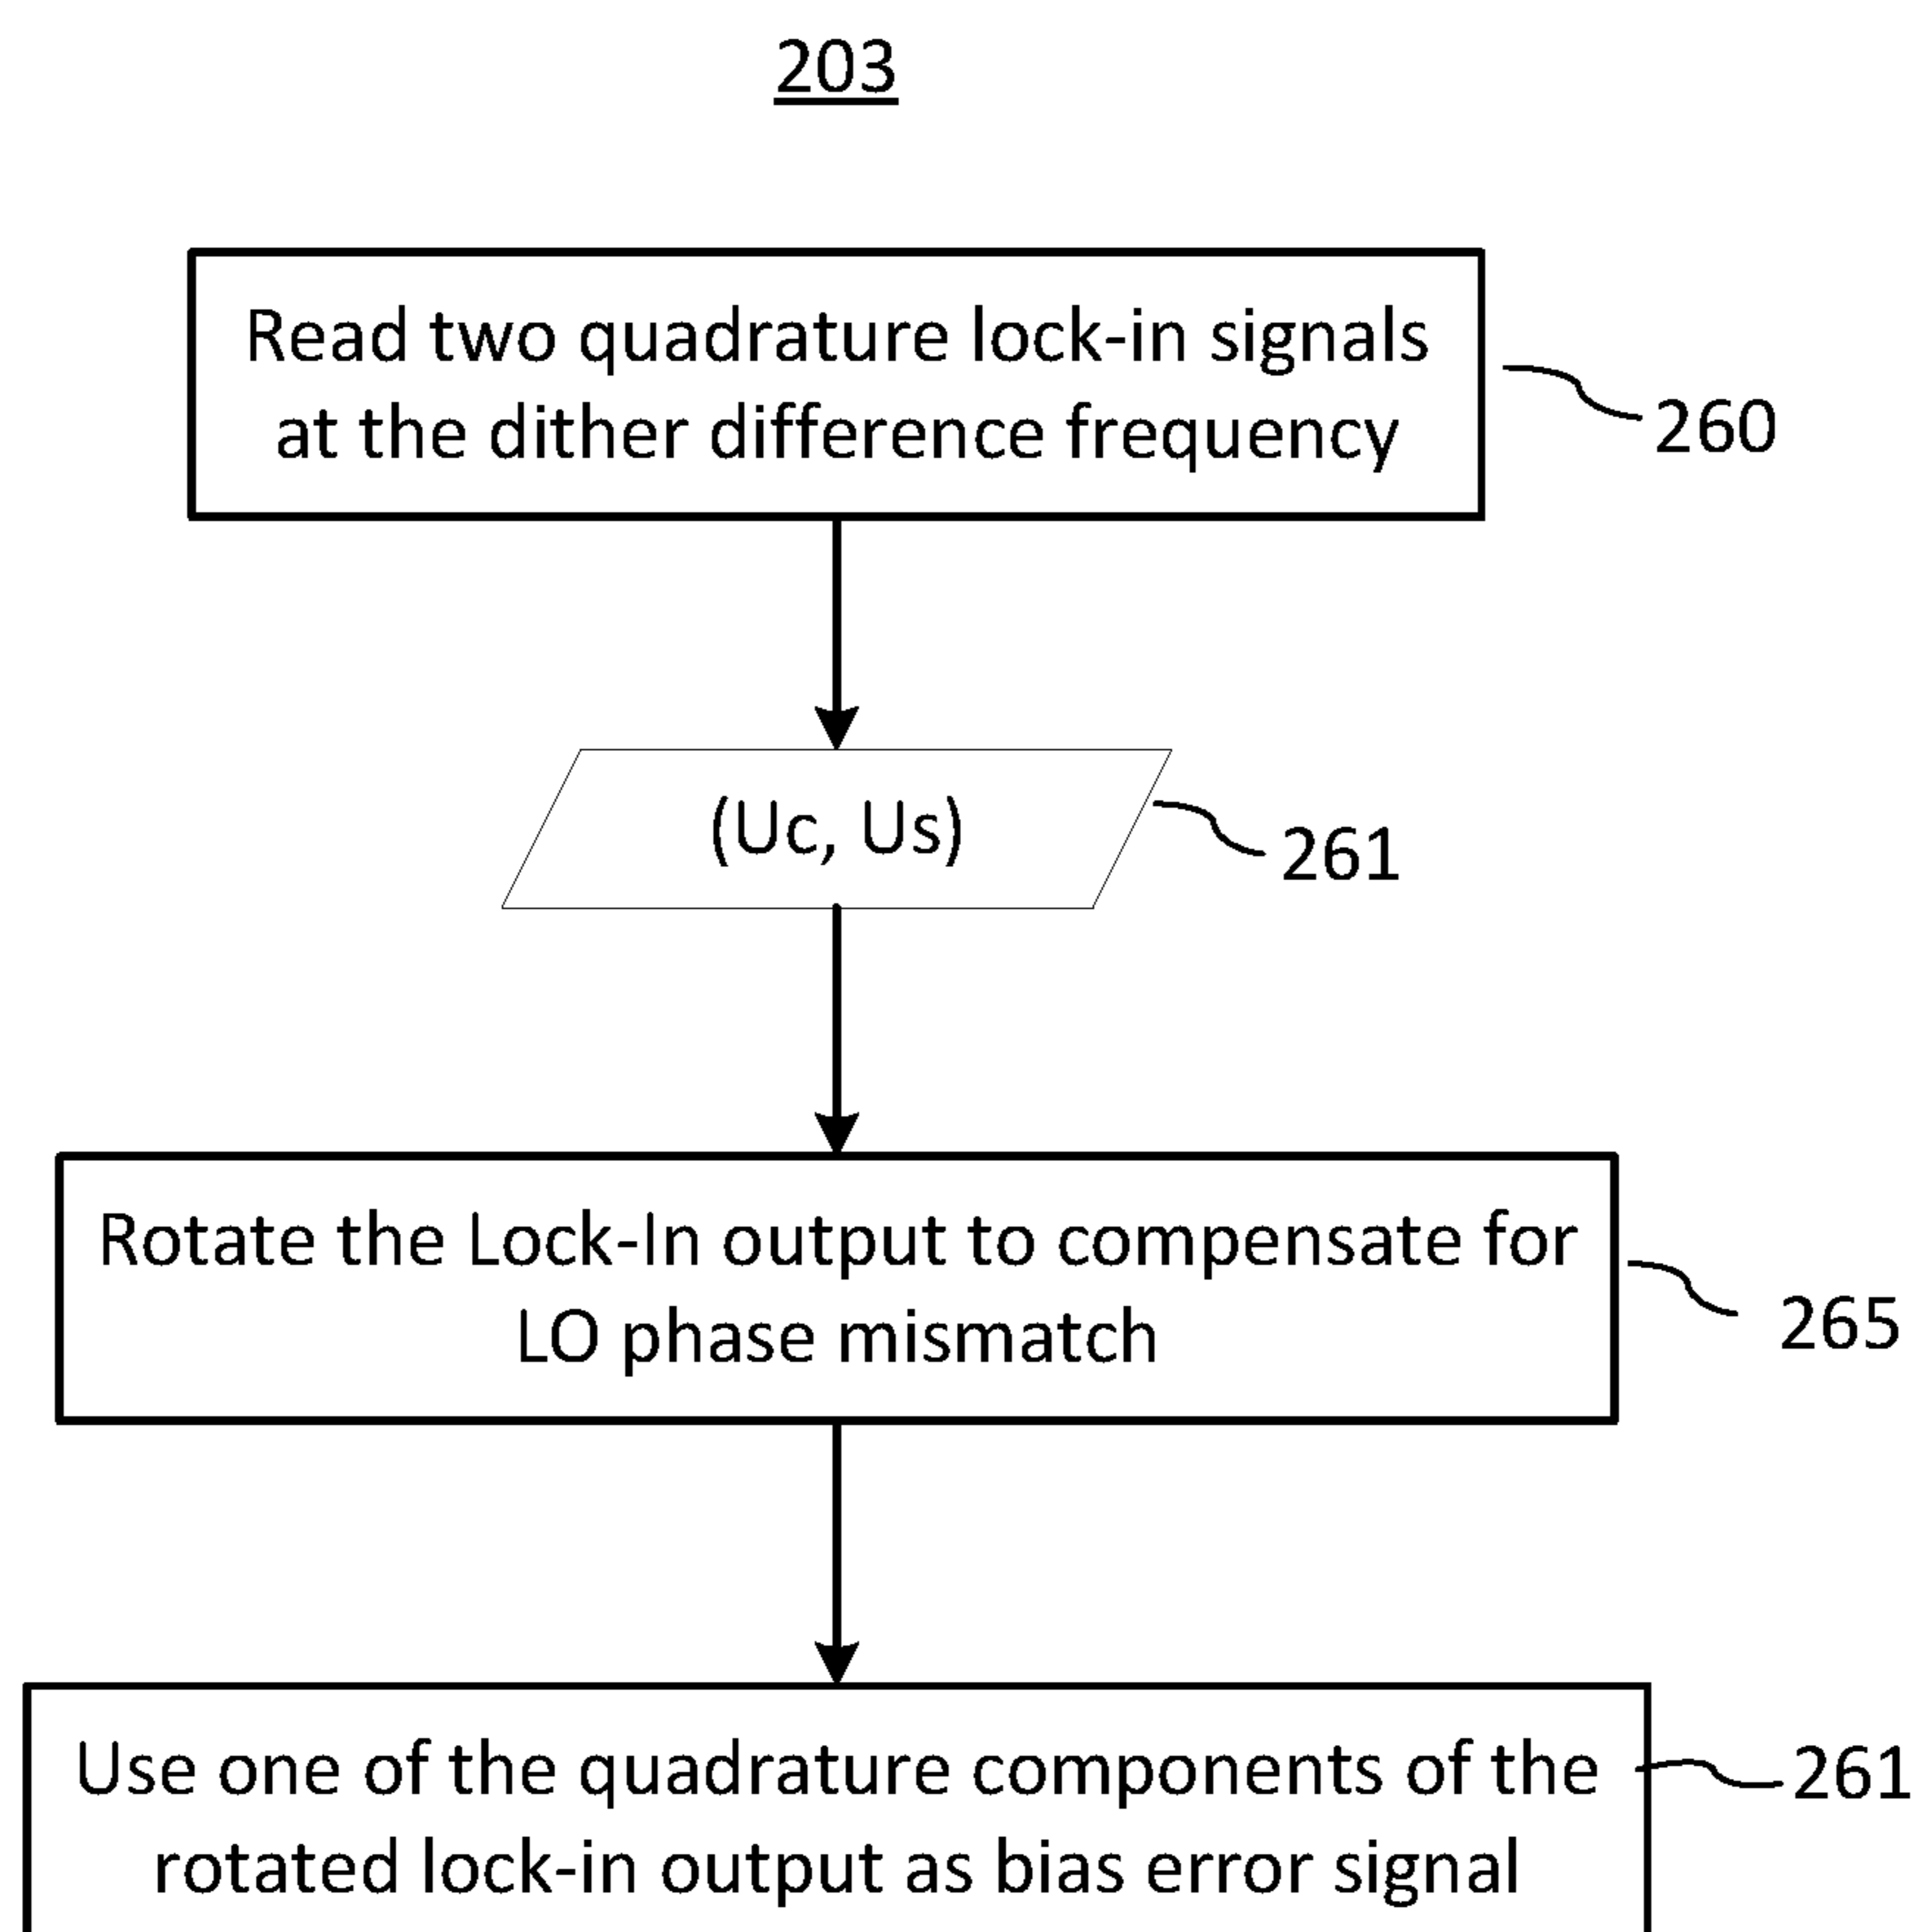 203
Read two quadrature lock-in signals
at the dither difference frequency
260
(Uc, Us)
261
Rotate the Lock-In output to compensate for
LO phase mismatch
265
Use one of the quadrature components of the
rotated lock-in output as bias error signal
261